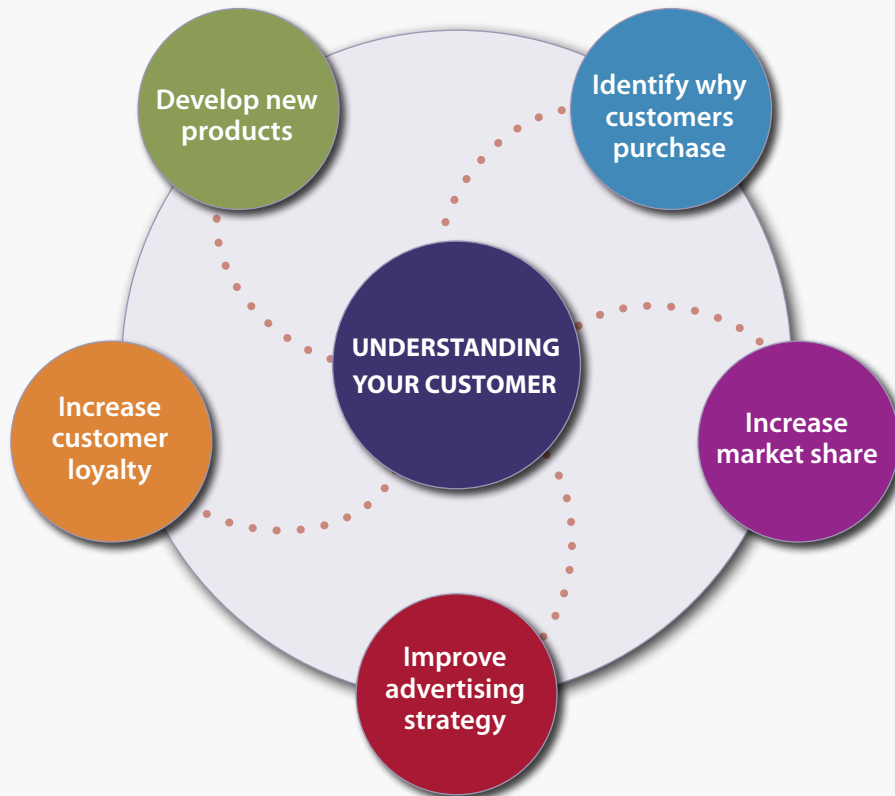 Develop new
products
Identify why
customers
purchase
UNDERSTANDING
YOUR CUSTOMER
Increase
customer
loyalty
Increase
market share
Improve
advertising
strategy